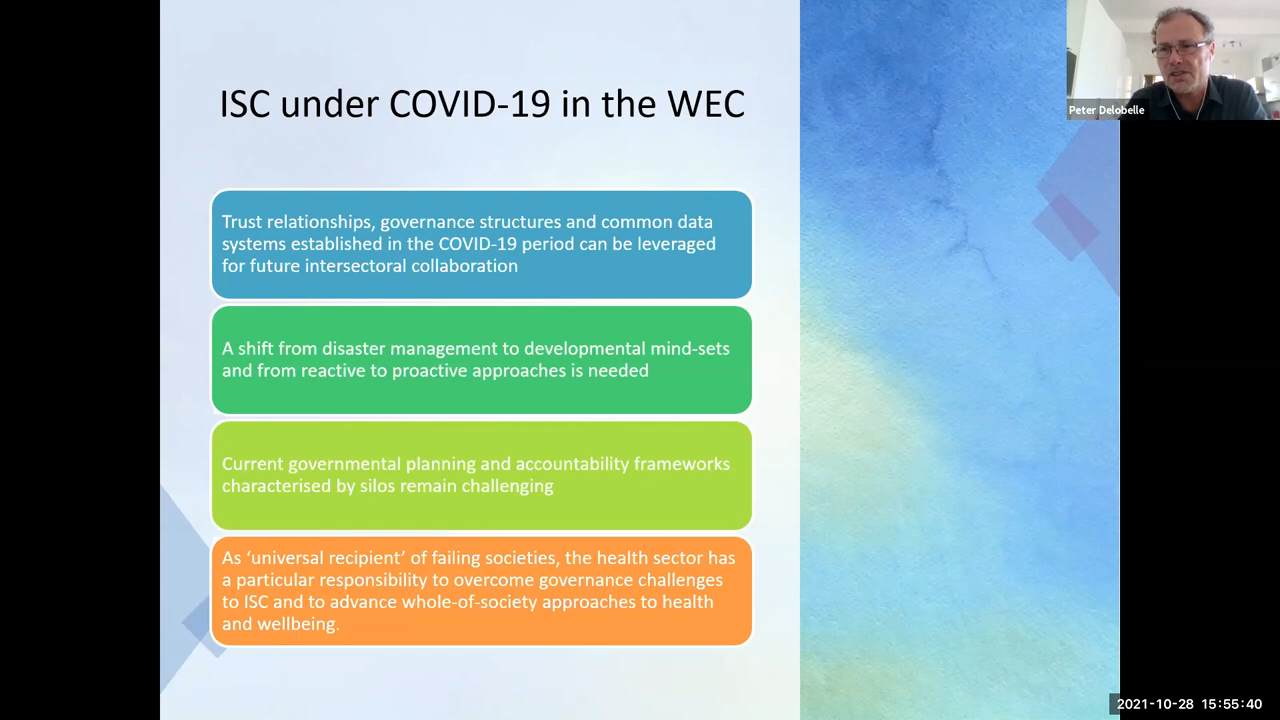 ISC under COVID-19 in the WEC
Trust relationships, governance structures and common data
systems established in the COVID-19 period can be leveraged
for future intersectoral collaboration
A shift from disaster management to developmental mind-sets
and from reactive to proactive approaches is needed
Current governmental planning and accountability frameworks
characterised by silos remain challenging
As ‘universal recipient’ of failing societies, the health sector has
a particular responsibility to overcome governance challenges
to ISC and to advance whole-of-society approaches to health
and wellbeing.
Peter Delobelle
2021-10-28 15:55:40